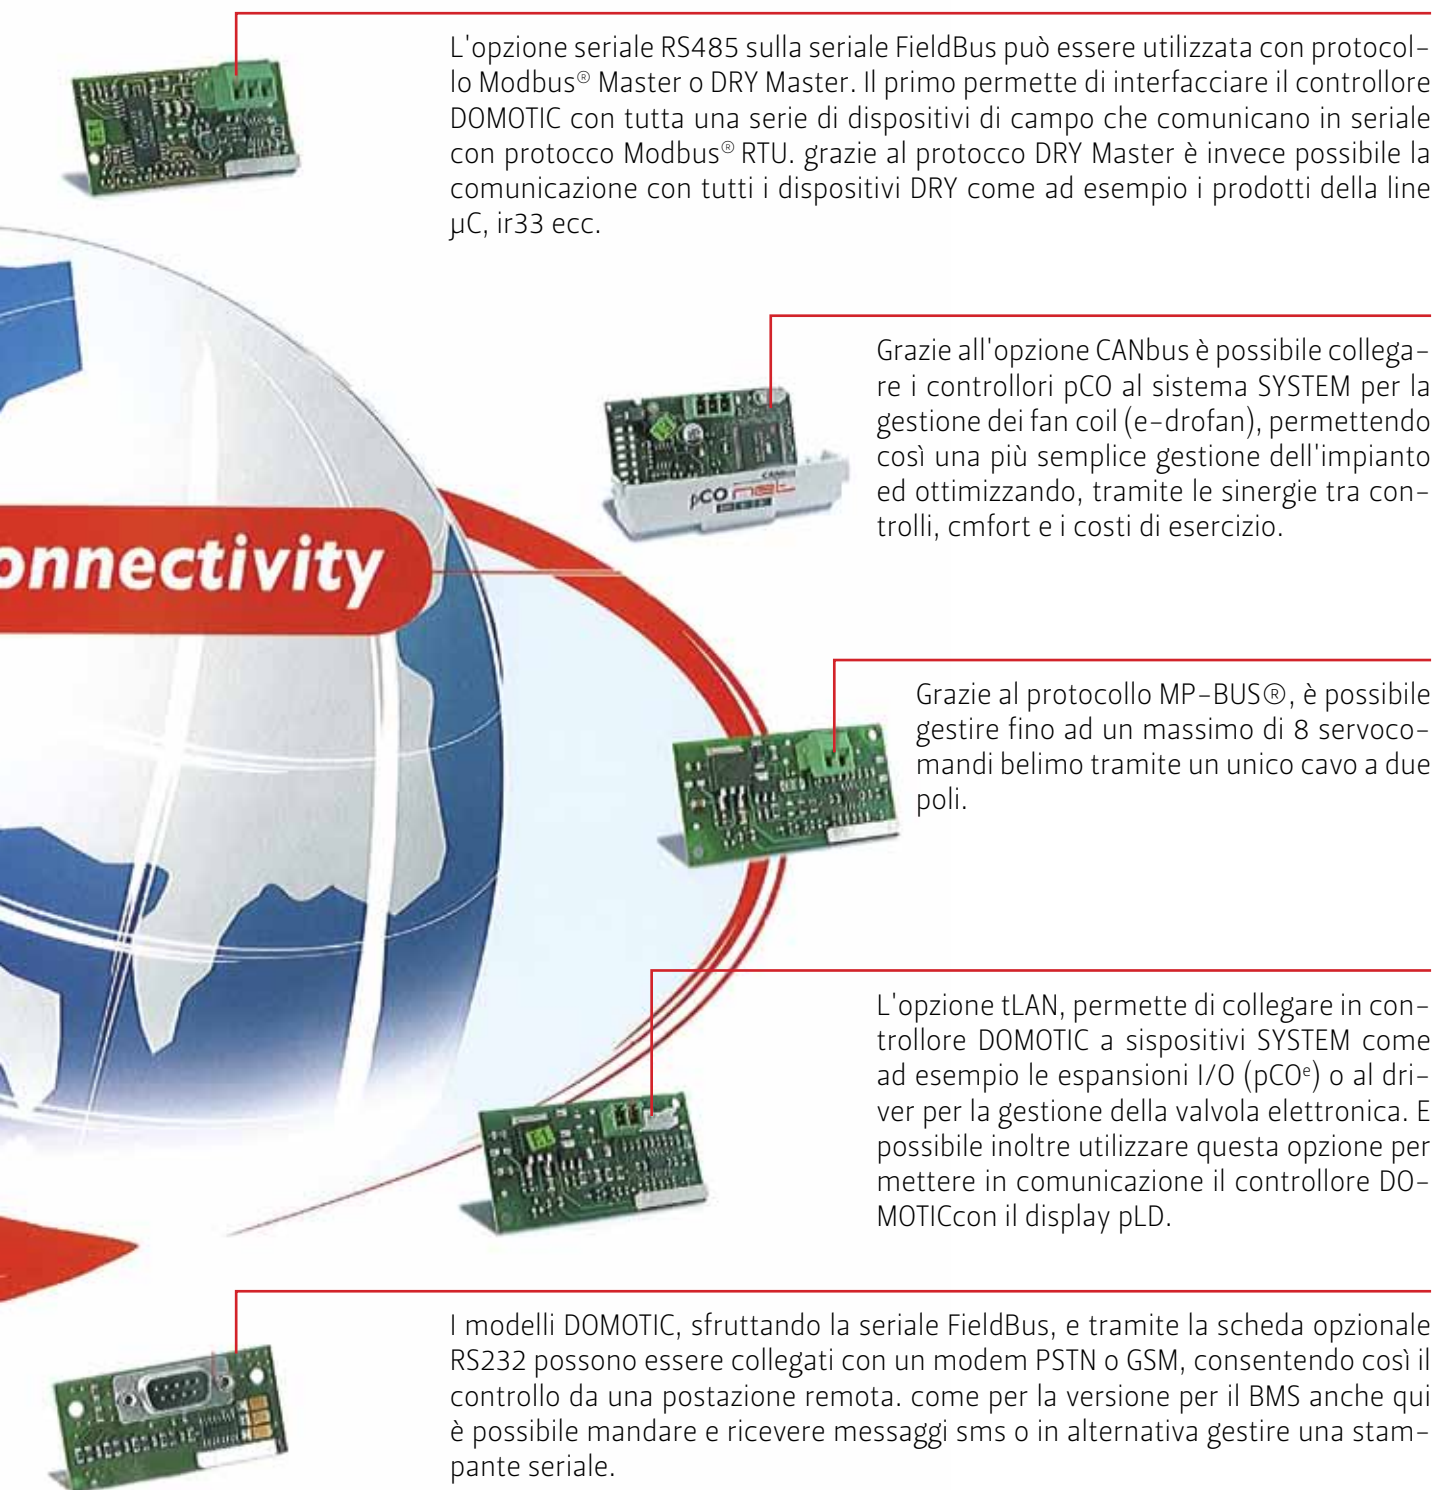 L'opzione seriale RS485 sulla seriale FieldBus può essere utilizzata con protocol-
lo Modbus® Master o DRY Master. Il primo permette di interfacciare il controllore
DOMOTIC con tutta una serie di dispositivi di campo che comunicano in seriale
con protocco Modbus® RTU. grazie al protocco DRY Master è invece possibile la
comunicazione con tutti i dispositivi DRY come ad esempio i prodotti della line
µC, ir33 ecc.
Grazie all'opzione CANbus è possibile collega-
re i controllori pCO al sistema SYSTEM per la
gestione dei fan coil (e-drofan), permettendo
così una più semplice gestione dell'impianto
ed ottimizzando, tramite le sinergie tra con-
trolli, cmfort e i costi di esercizio.
CANbus
pCO net
onnectivity
Grazie al protocollo MP-BUS®, è possibile
gestire fino ad un massimo di 8 servoco-
mandi belimo tramite un unico cavo a due
poli.
L'opzione tLAN, permette di collegare in con-
trollore DOMOTIC a sispositivi SYSTEM come
ad esempio le espansioni I/O (pCOᵉ) o al dri-
ver per la gestione della valvola elettronica. E
possibile inoltre utilizzare questa opzione per
mettere in comunicazione il controllore DO-
MOTICcon il display pLD.
I modelli DOMOTIC, sfruttando la seriale FieldBus, e tramite la scheda opzionale
RS232 possono essere collegati con un modem PSTN o GSM, consentendo così il
controllo da una postazione remota. come per la versione per il BMS anche qui
è possibile mandare e ricevere messaggi sms o in alternativa gestire una stam-
pante seriale.